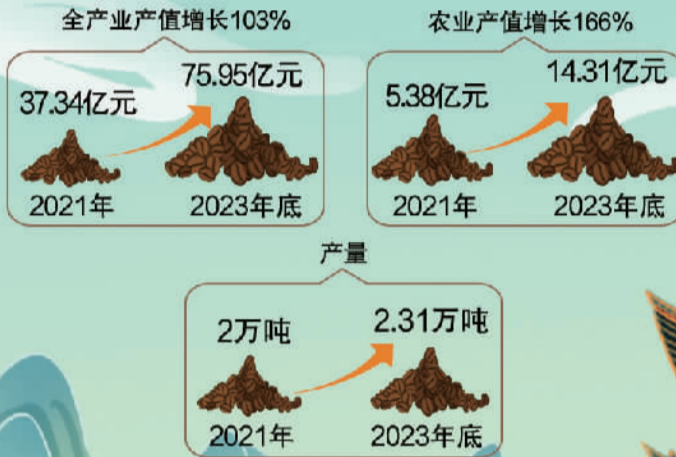 全产业产值增长103%
37.34亿元
75.95亿元
2021年
2023年底
农业产值增长166%
5.38亿元
14.31亿元
2021年
2023年底
产量
2万吨
2.31万吨
2021年
2023年底